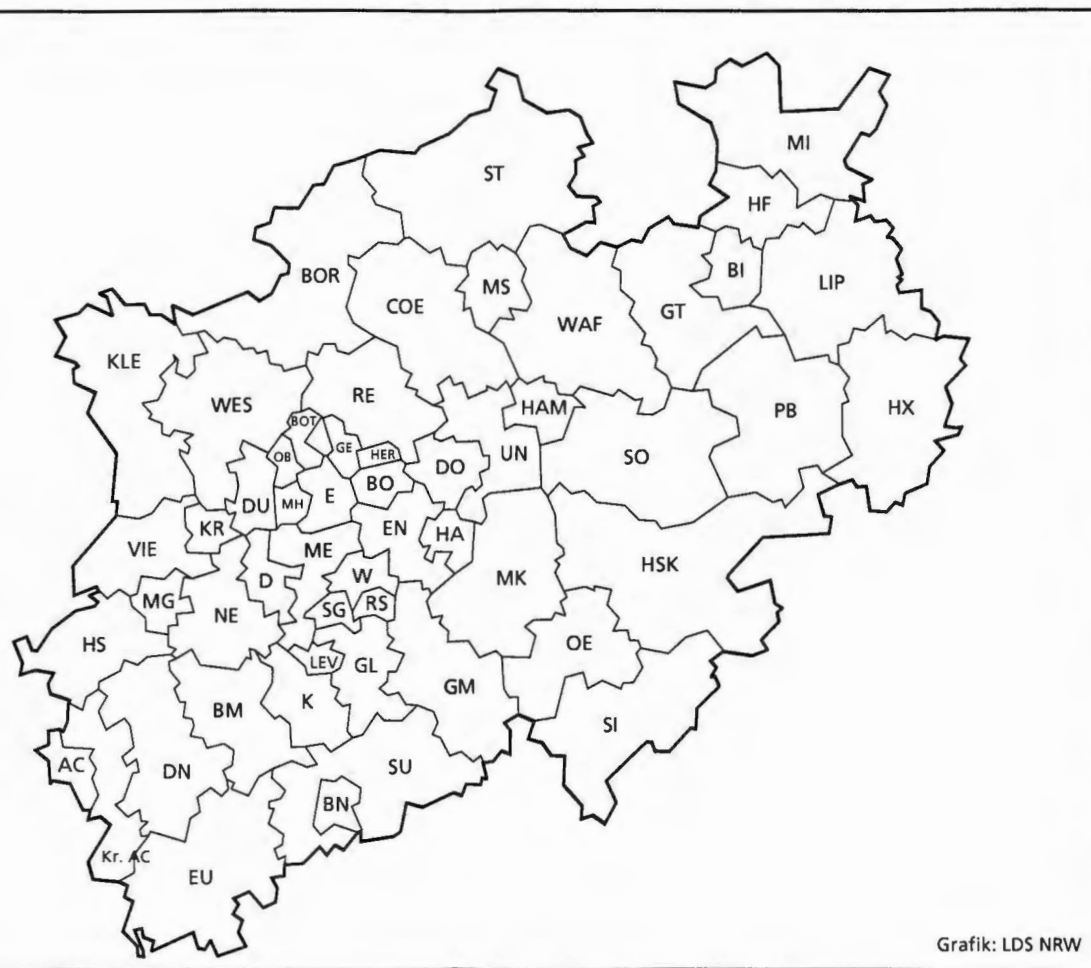 MI
ST
HF
BOR
MS
BI
LIP
COE
WAF
GT
KLE
RE
WES
HAM
PB
HX
BOT
GE
HER
UN
SO
OB
DO
BO
E
DU
MH
KR
EN
HA
VIE
ME
HSK
D
W
MK
MG
SG
RS
NE
OE
HS
LEV
GL
GM
K
BM
SI
AC
DN
SU
BN
Kr. AC
EU
Grafik: LDS NRW